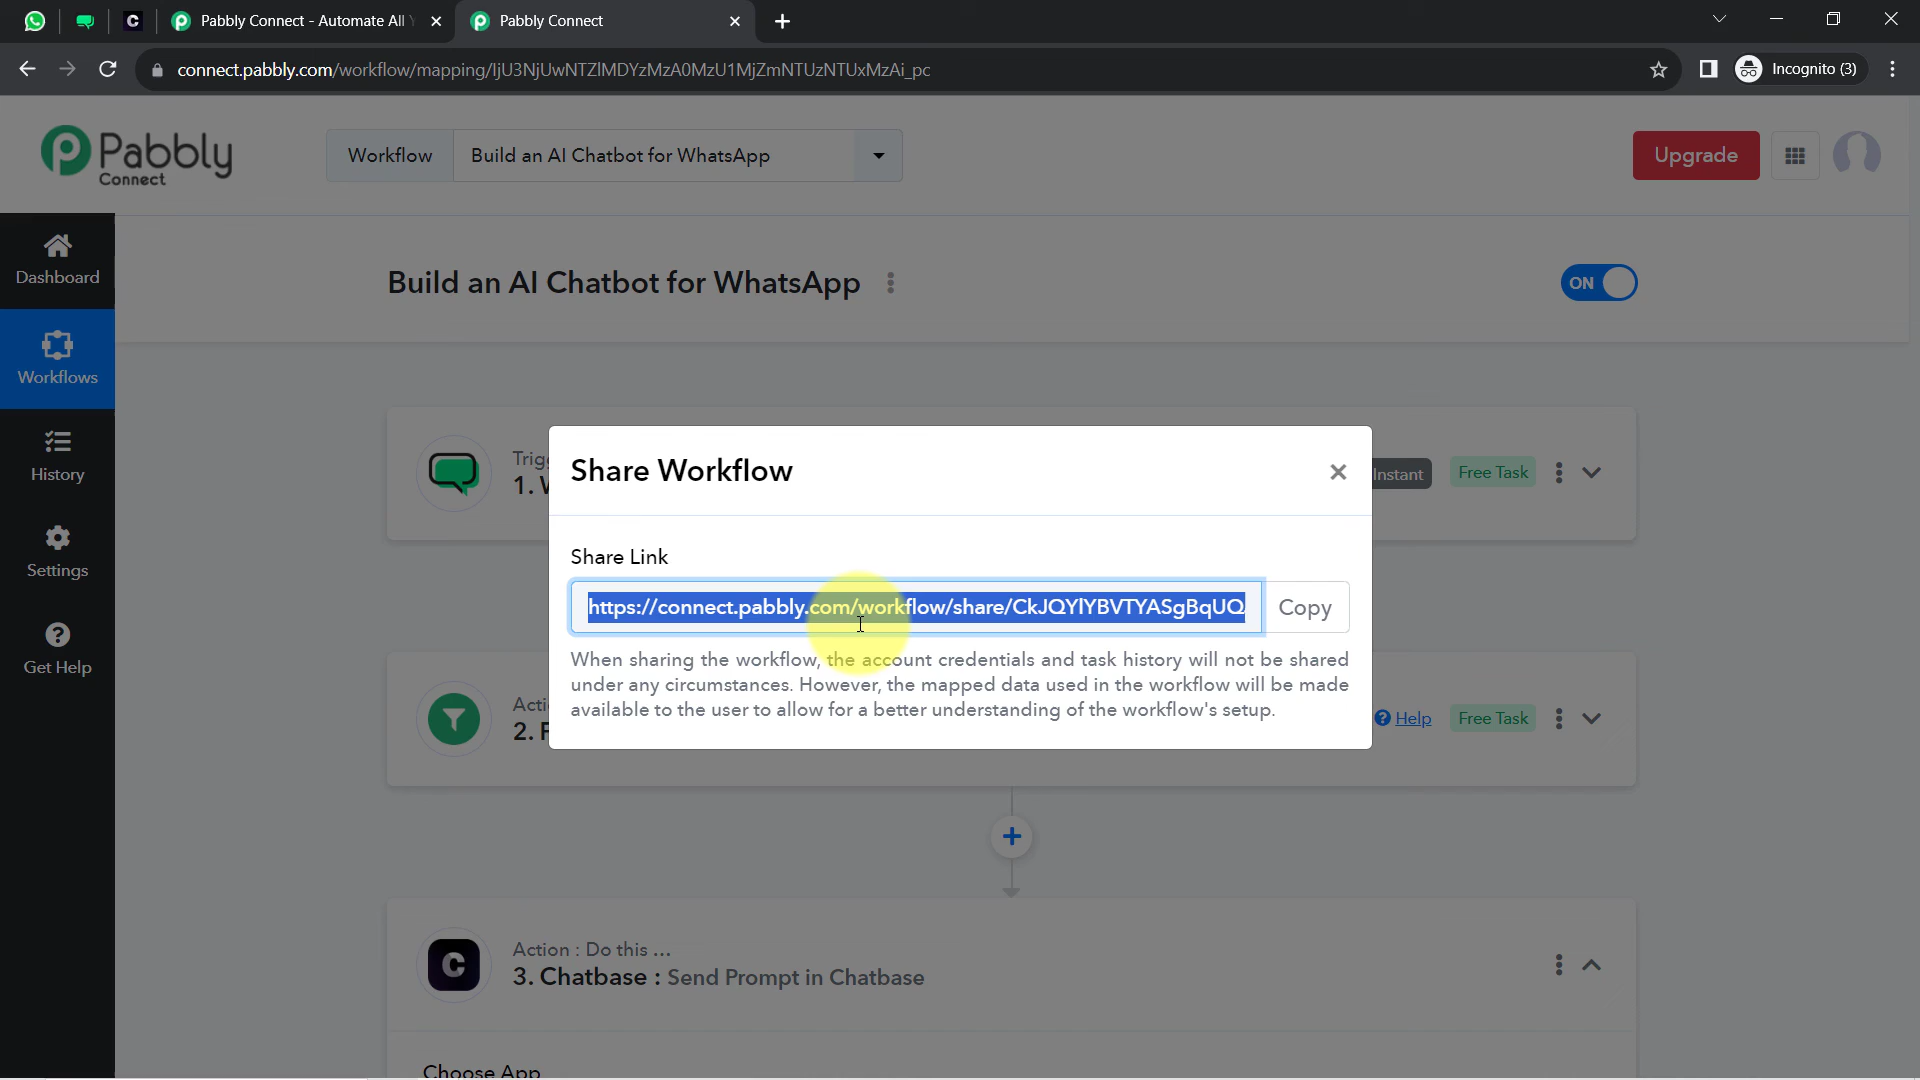 Pabbly Connect - Automate All
Pabbly Connect
connect.pabbly.com/workflow/mapping/IjU3NjUwNTZlMDYzMzA0MzU1MjZmNTUzNTUxMzAi_pc
Incognito (3)
Pabbly
Connect
Workflow
Build an AI Chatbot for WhatsApp
Upgrade
Dashboard
Workflows
History
Settings
Get Help
Build an AI Chatbot for WhatsApp
ON
Trigg
1. W
Instant
Free Task
Share Workflow
Share Link
https://connect.pabbly.com/workflow/share/CkJQYlYBVTYASgBqUQ
Copy
When sharing the workflow, the account credentials and task history will not be shared
under any circumstances. However, the mapped data used in the workflow will be made
available to the user to allow for a better understanding of the workflow's setup.
Acti
2. F
Help
Free Task
Action : Do this ...
3. Chatbase : Send Prompt in Chatbase
Choose App